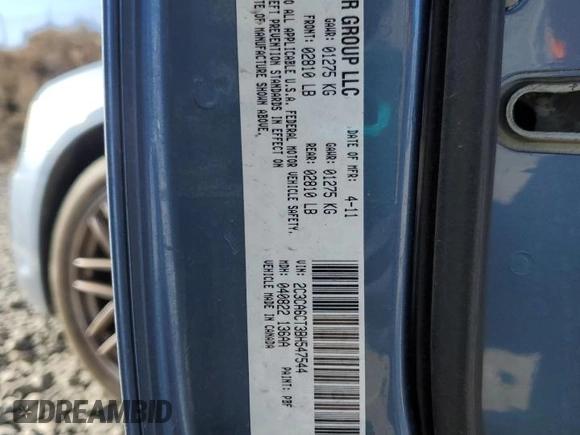 R GROUP LLC
DATE OF MFR: 4-11
GAWR: 01275 KG GAWR: 01275 KG
FRONT: 02810 LB REAR: 02810 LB
O ALL APPLICABLE U.S.A. FEDERAL MOTOR VEHICLE SAFETY,
EFT PREVENTION STANDARDS IN EFFECT ON
TE OF MANUFACTURE SHOWN ABOVE.
VIN: 2C3CA6CT3BH547544
MDH: 040822 136AA PAINT: PBF
VEHICLE MADE IN CANADA
DREAMBID